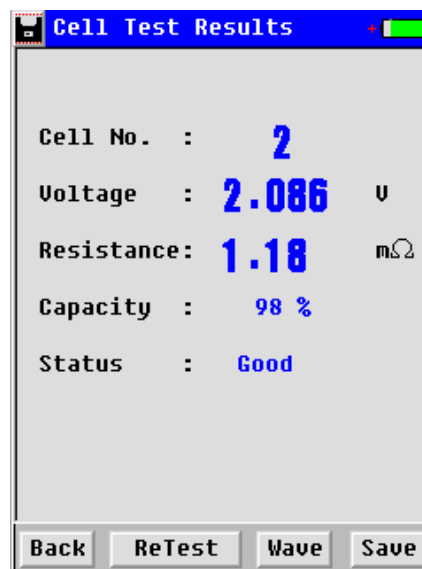 Cell Test Results
Cell No. : 2
Voltage : 2.086 V
Resistance: 1.18 mΩ
Capacity : 98 %
Status : Good
Back ReTest Wave Save